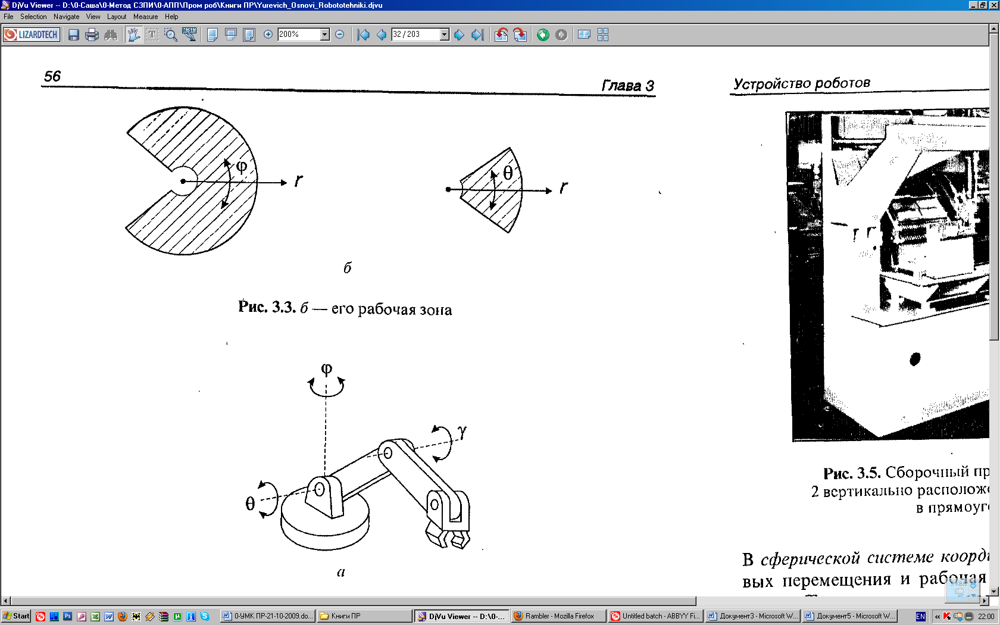 DjVu Viewer -- D:\0-Саша\0-Метод СЗПИ\0-АПП\Пром роб\Книги ПР\Yurevich_Osnovi_Robototehniki.djvu
File Selection Navigate View Layout Measure Help
LIZARDTECH 200% 32 / 203
56
Глава 3
φ r
θ r
б
Рис. 3.3. б — его рабочая зона
φ
γ
θ
а
Устройство роботов
Рис. 3.5. Сборочный пр
2 вертикально расположе
в прямоуг
В сферической системе коорди
вых перемещения и рабочая
5 KB/s
Start 0-УМК ПР-21-10-2009.do... Книги ПР DjVu Viewer -- D:\0-... Rambler - Mozilla Firefox Untitled batch - ABBYY Fi... Документ3 - Microsoft W... Документ5 - Microsoft W... EN « 22:00